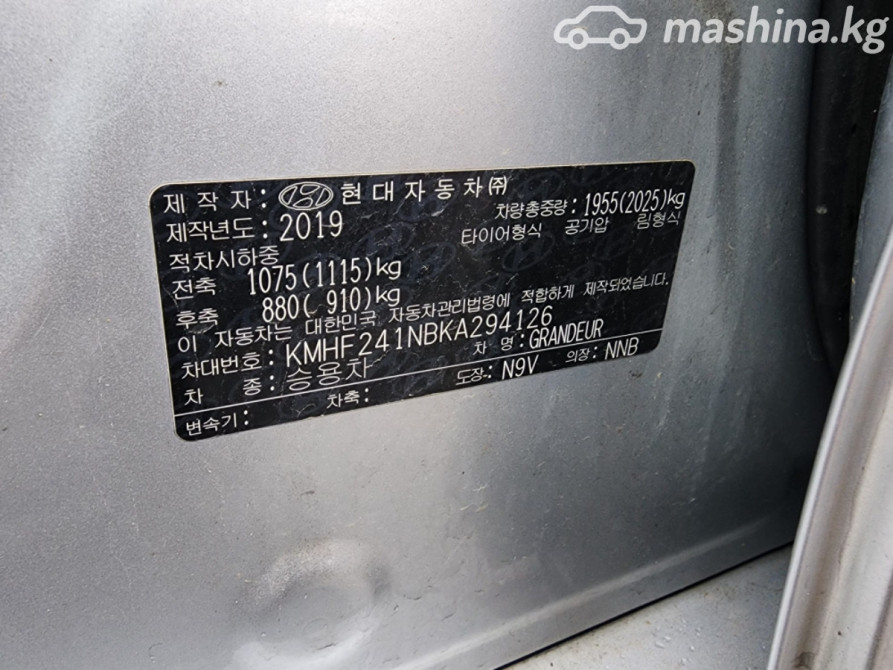 mashina.kg
제 작 자 : 현대자동차㈜
제작년도 : 2019 차량총중량 : 1955(2025)kg
적차시하중 타이어형식 공기압 림형식
전축 1075(1115)kg
후축 : 880( 910)kg
이 자동차는 대한민국 자동차관리법령에 적합하게 제작되었습니다.
차대번호 : KMHF241NBKA294126
차 종 : 승용차 차 명 : GRANDEUR
변속기 : 차축 : 도장 : N9V 의장 : NNB